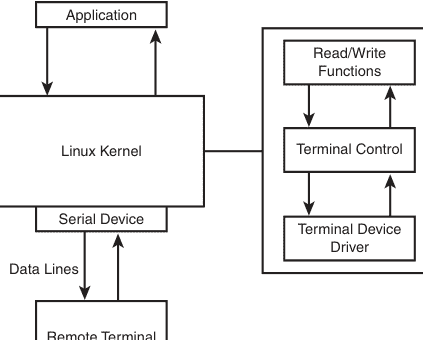 Application
Read/Write
Functions
Linux Kernel
Terminal Control
Serial Device
Terminal Device
Driver
Data Lines
Remote Terminal